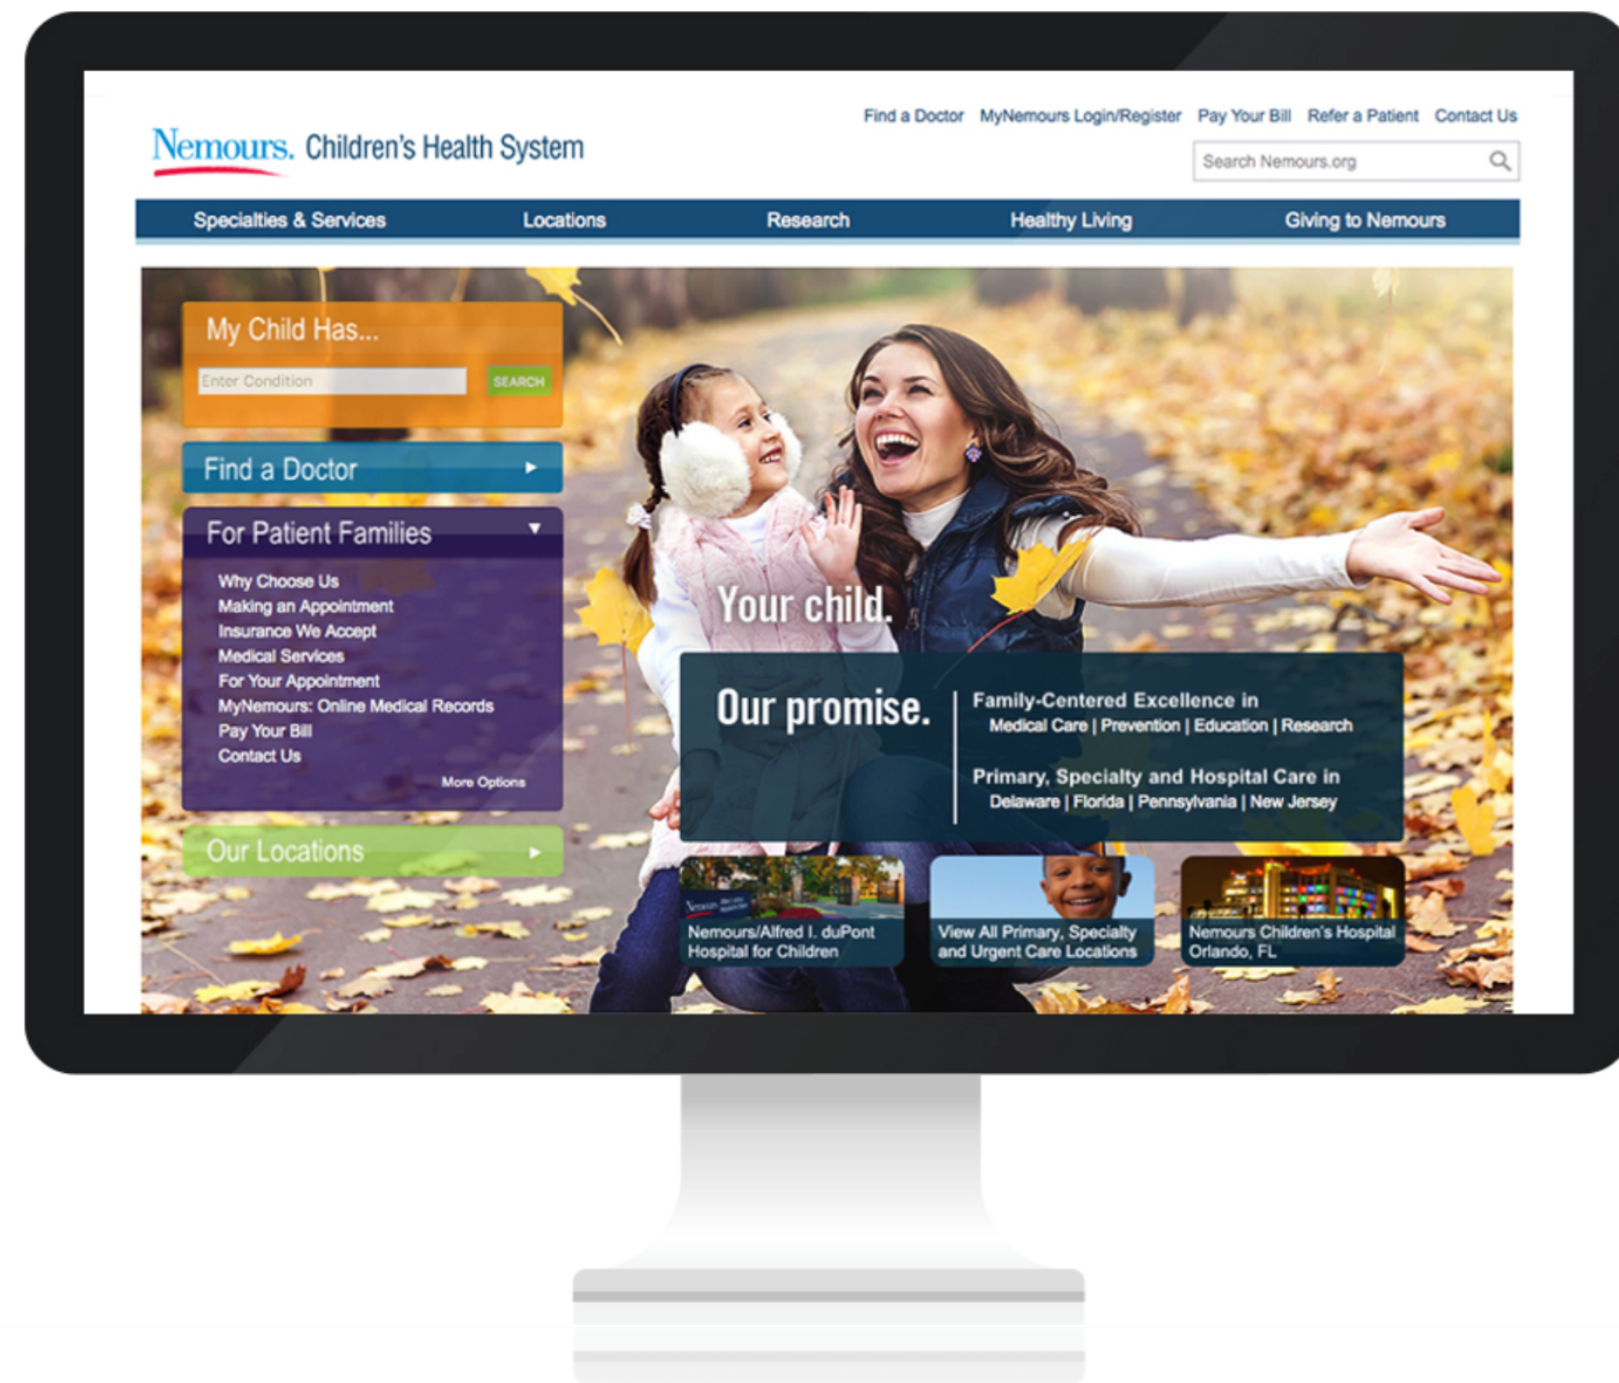 Find a Doctor MyNemours Login/Register Pay Your Bill Refer a Patient Contact Us
Nemours. Children's Health System
Search Nemours.org
Specialties & Services Locations Research Healthy Living Giving to Nemours
My Child Has...
Enter Condition SEARCH
Find a Doctor
For Patient Families
Why Choose Us
Making an Appointment
Insurance We Accept
Medical Services
For Your Appointment
MyNemours: Online Medical Records
Pay Your Bill
Contact Us
More Options
Our Locations
Your child.
Our promise.
Family-Centered Excellence in
Medical Care | Prevention | Education | Research
Primary, Specialty and Hospital Care in
Delaware | Florida | Pennsylvania | New Jersey
Nemours
Nemours/Alfred I. duPont
Hospital for Children
View All Primary, Specialty
and Urgent Care Locations
Nemours Children's Hospital
Orlando, FL